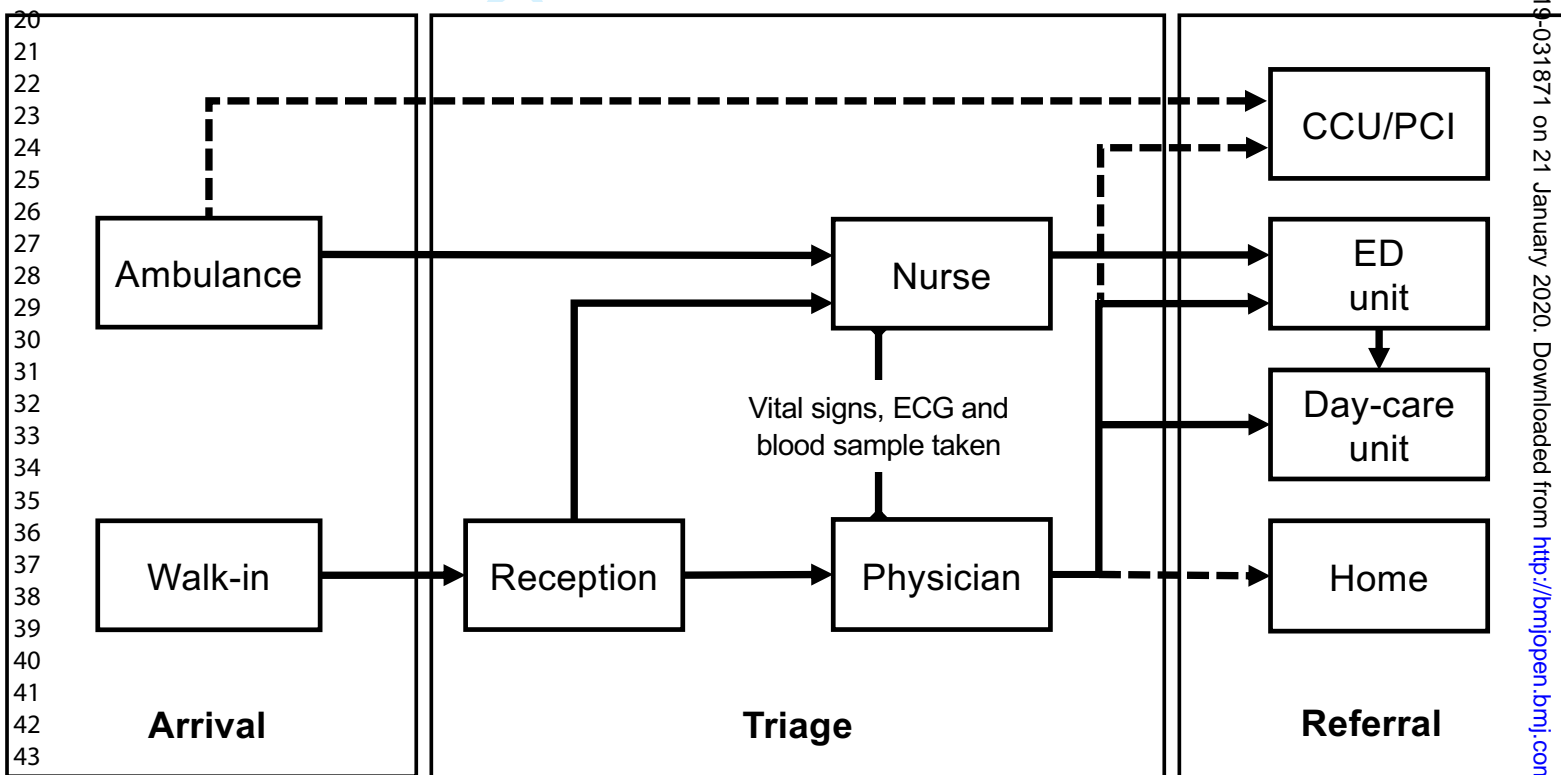 20
21
22
23
24
25
26
27
28
29
30
31
32
33
34
35
36
37
38
39
40
41
42
43
CCU/PCI
Ambulance
Nurse
ED
unit
Vital signs, ECG and
blood sample taken
Day-care
unit
Walk-in
Reception
Physician
Home
Arrival
Triage
Referral
19-031871 on 21 January 2020. Downloaded from http://bmjopen.bmj.com